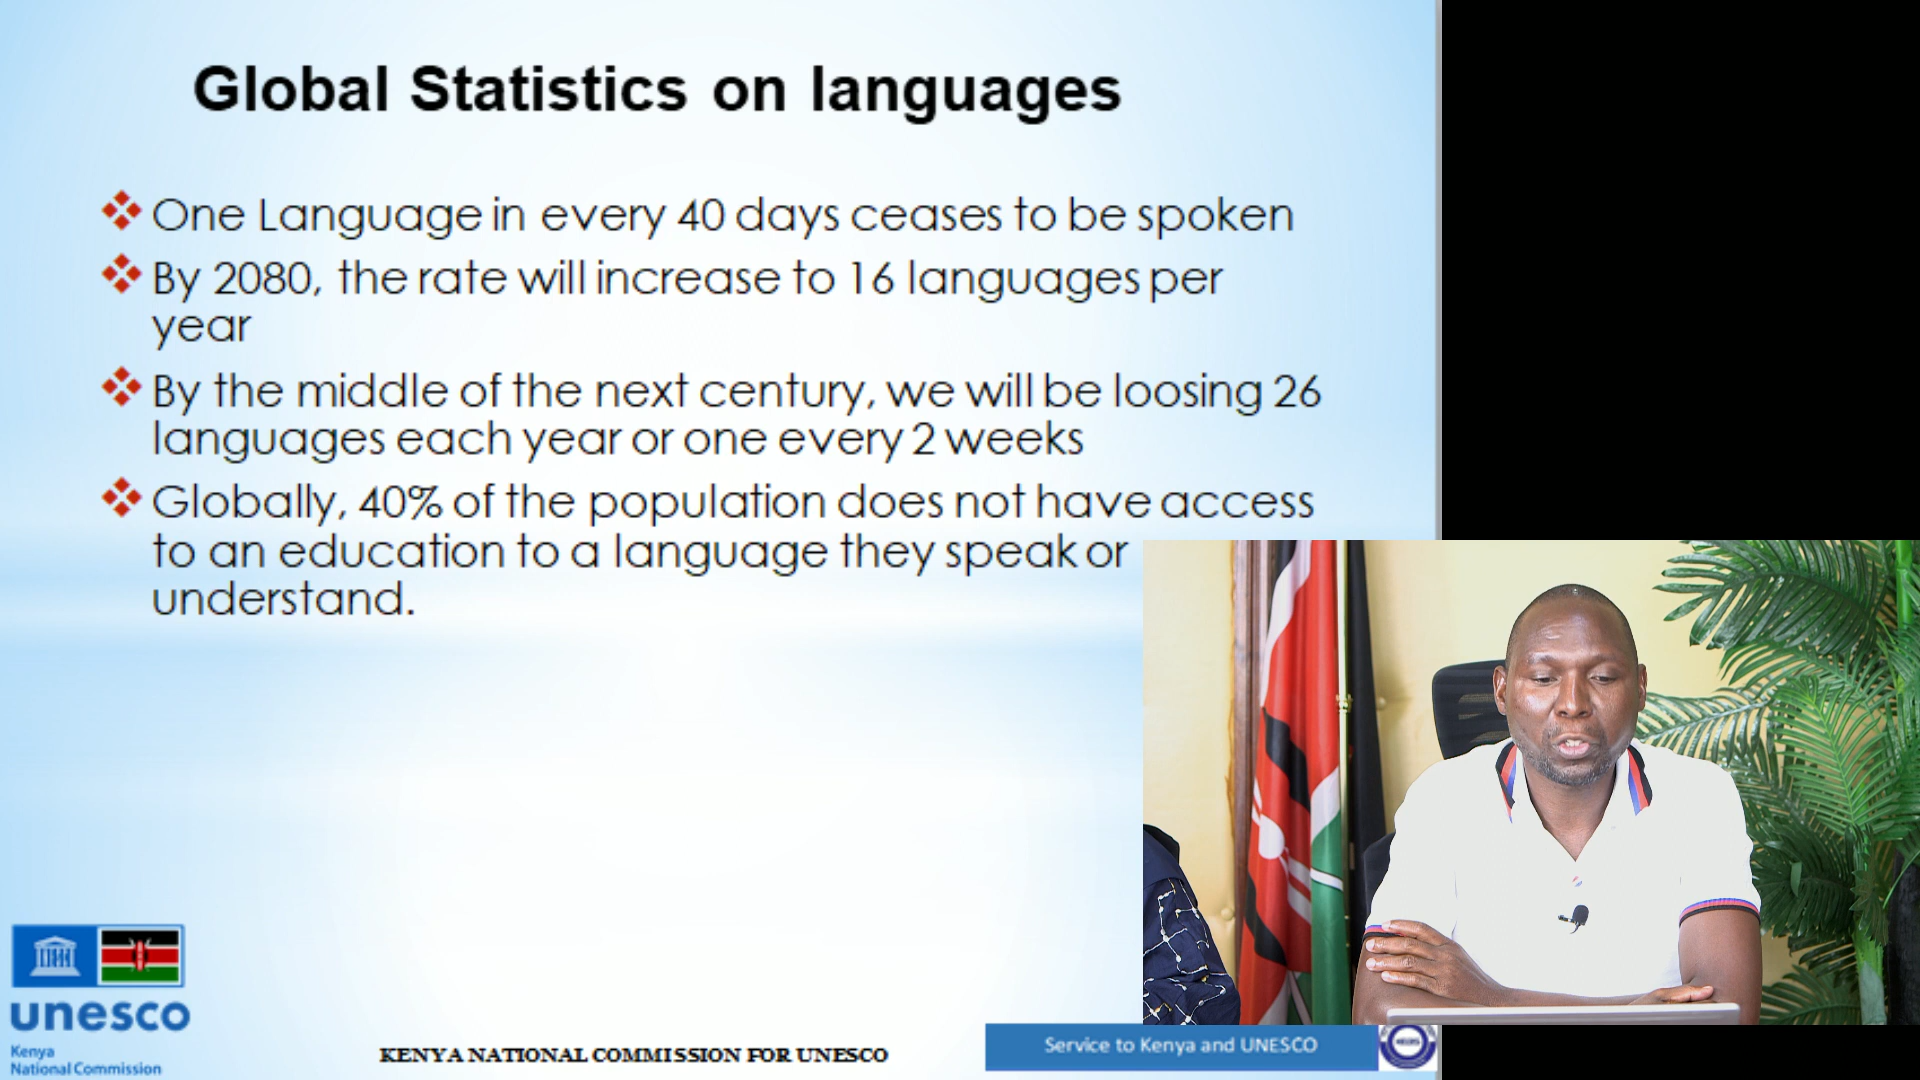 Global Statistics on languages
One Language in every 40 days ceases to be spoken
By 2080, the rate will increase to 16 languages per
year
By the middle of the next century, we will be loosing 26
languages each year or one every 2 weeks
Globally, 40% of the population does not have access
to an education to a language they speak or
understand.
unesco
Kenya
National Commission
KENYA NATIONAL COMMISSION FOR UNESCO
Service to Kenya and UNESCO